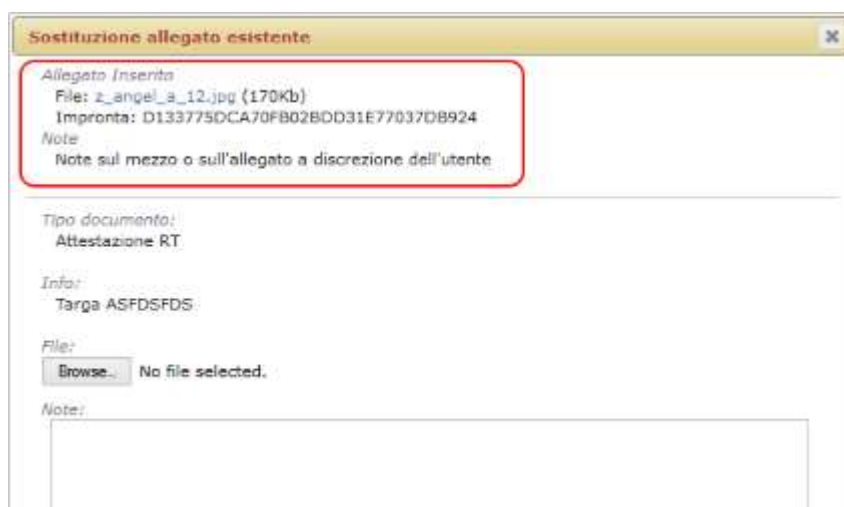 Sostituzione allegato esistente
Allegato Inserito
File: z_angel_a_12.jpg (170Kb)
Impronta: D133775DCA70FB02BDD31E77037DB924
Note
Note sul mezzo o sull'allegato a discrezione dell'utente
Tipo documento:
Attestazione RT
Info:
Targa ASFDSFDS
File:
Browse.. No file selected.
Note: